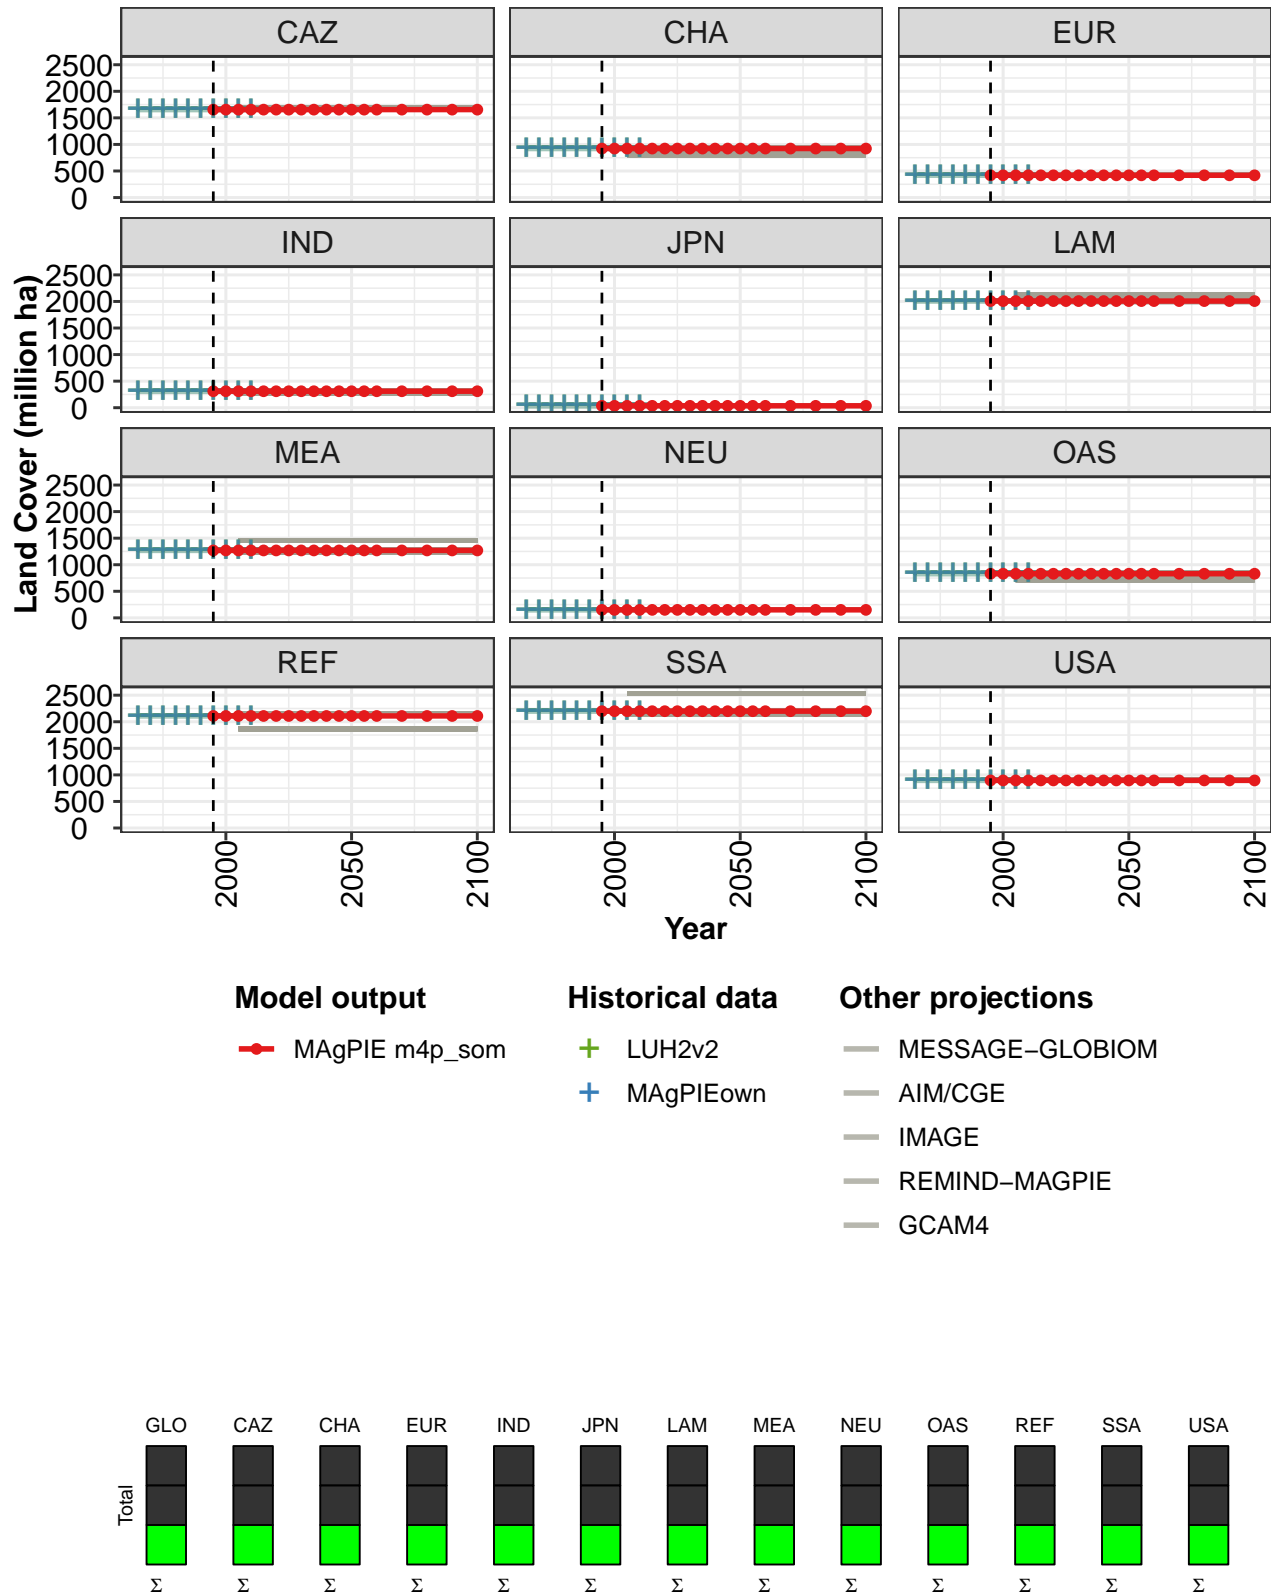 CAZ CHA EUR
2500
2000
1500
1000
500
0
IND JPN LAM
2500
2000
1500
1000
500
0
MEA NEU OAS
2500
2000
1500
1000
500
0
REF SSA USA
2500
2000
1500
1000
500
0
Land Cover (million ha)
2000 2050 2100 2000 2050 2100 2000 2050 2100
Year
Model output Historical data Other projections
MAgPIE m4p_som LUH2v2 MESSAGE−GLOBIOM
MAgPIEown AIM/CGE
IMAGE
REMIND−MAGPIE
GCAM4
GLO CAZ CHA EUR IND JPN LAM MEA NEU OAS REF SSA USA
Total
Σ Σ Σ Σ Σ Σ Σ Σ Σ Σ Σ Σ Σ